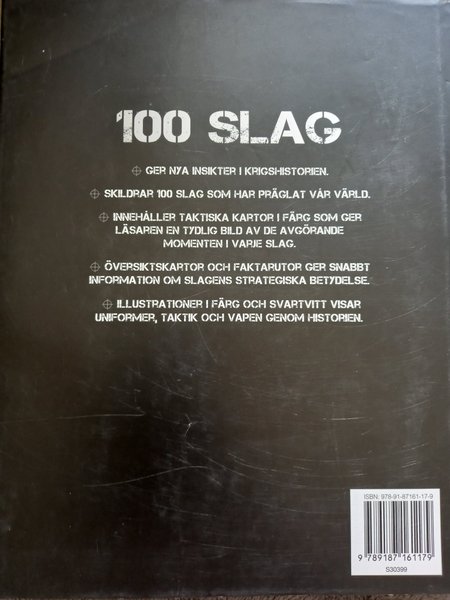 100 SLAG
GER NYA INSIKTER I KRIGSHISTORIEN.
SKILDRAR 100 SLAG SOM HAR PRÄGLAT VÅR VÄRLD.
INNEHÅLLER TAKTISKA KARTOR I FÄRG SOM GER
LÄSAREN EN TYDLIG BILD AV DE AVGÖRANDE
MOMENTEN I VARJE SLAG.
ÖVERSIKTSKARTOR OCH FAKTARUTOR GER SNABBT
INFORMATION OM SLAGENS STRATEGISKA BETYDELSE.
ILLUSTRATIONER I FÄRG OCH SVARTVITT VISAR
UNIFORMER, TAKTIK OCH VAPEN GENOM HISTORIEN.
ISBN: 978-91-87161-17-9
9 789187 161179
S30399